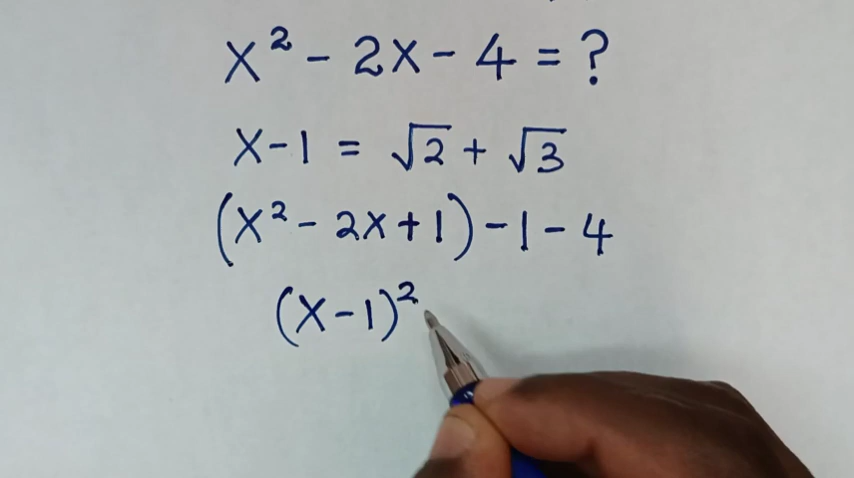 x² - 2x - 4 = ?
x - 1 = √2 + √3
(x² - 2x + 1) - 1 - 4
(x - 1)²